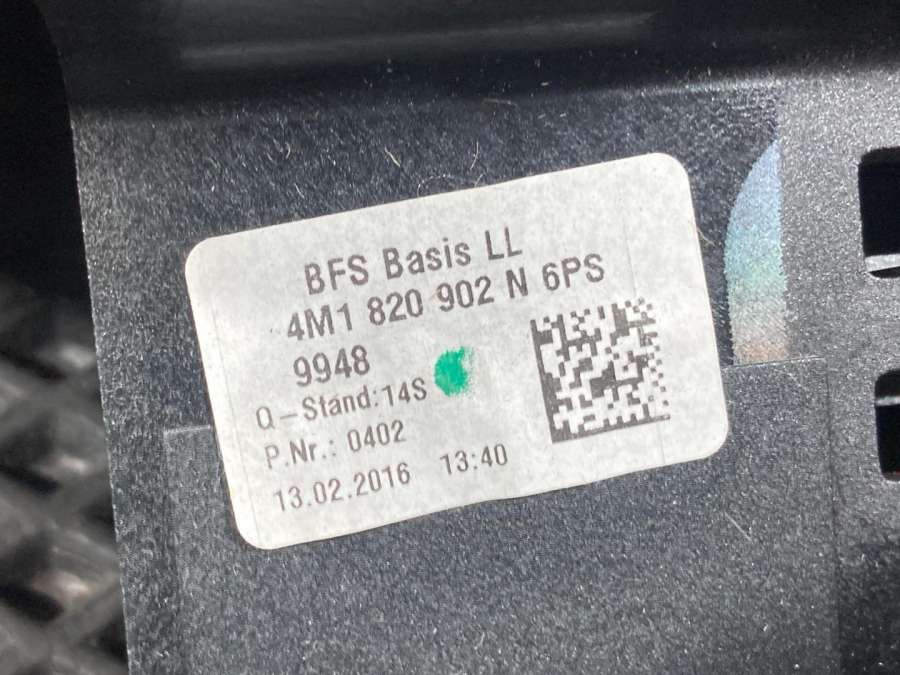 BFS Basis LL
4M1 820 902 N 6PS
9948
Q-Stand:14S
P.Nr.: 0402
13.02.2016 13:40